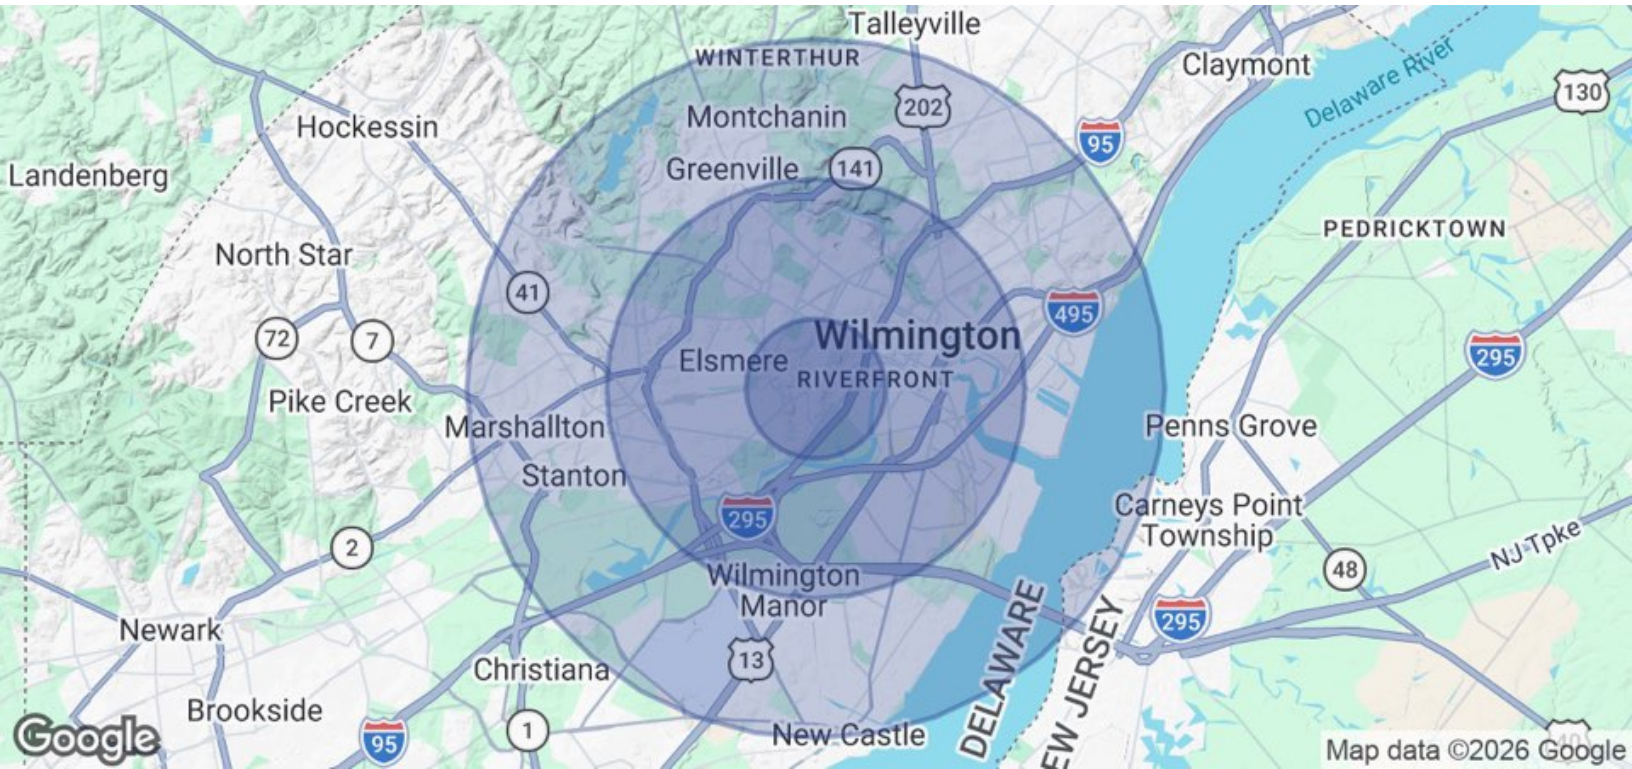 Talleyville
WINTERTHUR
Claymont
Delaware River
130
202
Montchanin
Hockessin
95
Greenville
141
Landenberg
PEDRICKTOWN
North Star
41
495
72
7
Wilmington
Elsmere
RIVERFRONT
295
Pike Creek
Marshallton
Penns Grove
Stanton
295
Carneys Point
Township
2
NJ Tpke
48
Wilmington
Manor
Newark
295
DELAWARE
EW JERSEY
13
Christiana
Brookside
1
95
New Castle
Google
40
Map data ©2026 Google